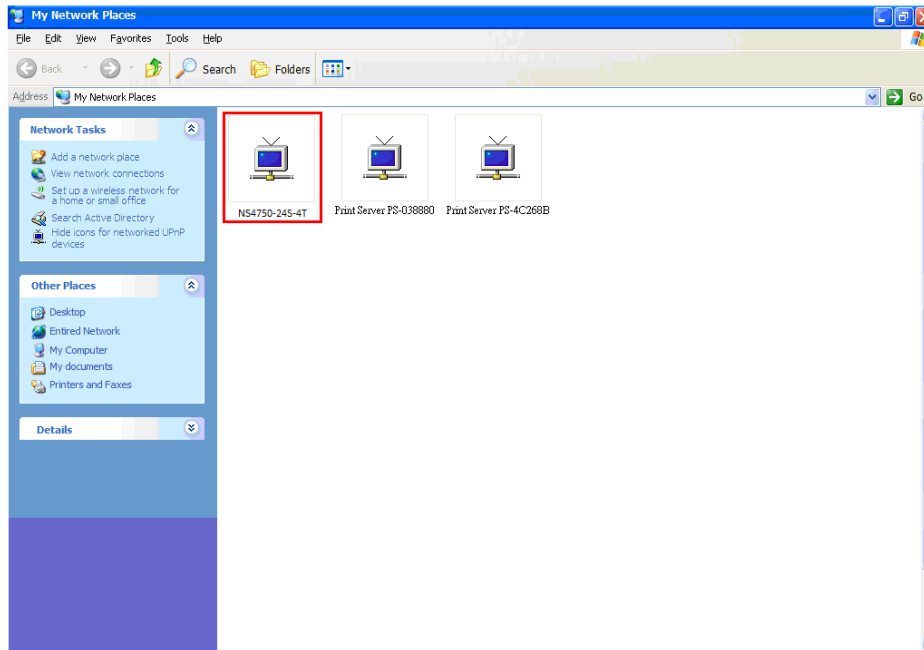 My Network Places
File Edit View Favorites Tools Help
Back Search Folders
Address My Network Places Go
Network Tasks
Add a network place
View network connections
Set up a wireless network for
a home or small office
Search Active Directory
Hide icons for networked UPnP
devices
Other Places
Desktop
Entired Network
My Computer
My documents
Printers and Faxes
Details
NS4750-24S-4T
Print Server PS-038880
Print Server PS-4C268B